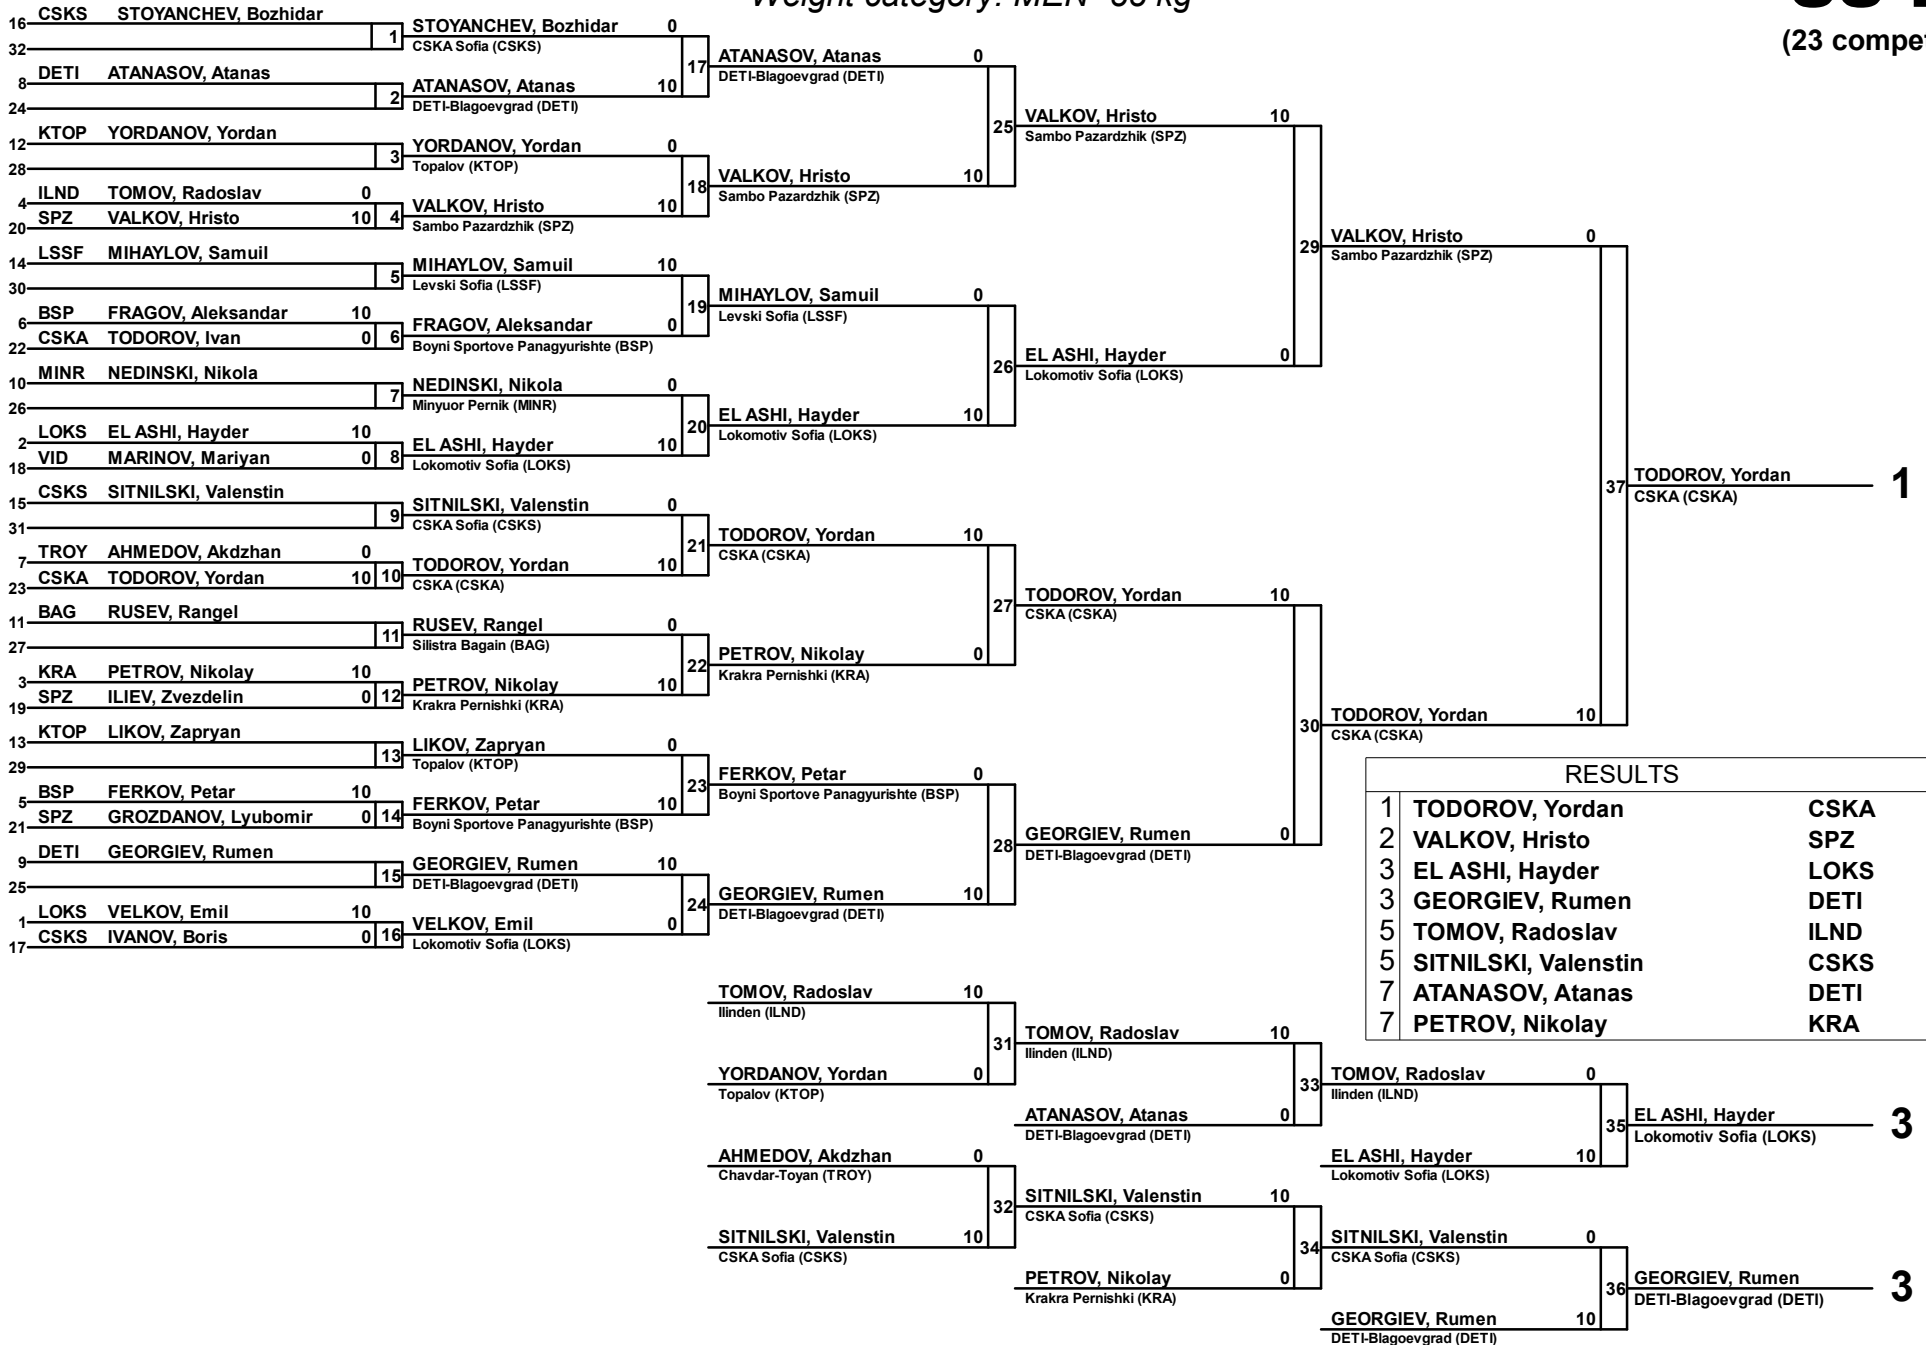 Weight category: MEN
(23 compet
16 CSKS STOYANCHEV, Bozhidar
32
1
8 DETI ATANASOV, Atanas
24
2
12 KTOP YORDANOV, Yordan
28
3
4 ILND TOMOV, Radoslav 0
20 SPZ VALKOV, Hristo 10
4
14 LSSF MIHAYLOV, Samuil
30
5
6 BSP FRAGOV, Aleksandar 10
22 CSKA TODOROV, Ivan 0
6
10 MINR NEDINSKI, Nikola
26
7
2 LOKS EL ASHI, Hayder 10
18 VID MARINOV, Mariyan 0
8
15 CSKS SITNILSKI, Valenstin
31
9
7 TROY AHMEDOV, Akdzhan 0
23 CSKA TODOROV, Yordan 10
10
11 BAG RUSEV, Rangel
27
11
3 KRA PETROV, Nikolay 10
19 SPZ ILIEV, Zvezdelin 0
12
13 KTOP LIKOV, Zapryan
29
13
5 BSP FERKOV, Petar 10
21 SPZ GROZDANOV, Lyubomir 0
14
9 DETI GEORGIEV, Rumen
25
15
1 LOKS VELKOV, Emil 10
17 CSKS IVANOV, Boris 0
16
STOYANCHEV, Bozhidar 0
CSKA Sofia (CSKS)
17
ATANASOV, Atanas 10
DETI-Blagoevgrad (DETI)
YORDANOV, Yordan 0
Topalov (KTOP)
18
VALKOV, Hristo 10
Sambo Pazardzhik (SPZ)
MIHAYLOV, Samuil 10
Levski Sofia (LSSF)
19
FRAGOV, Aleksandar 0
Boyni Sportove Panagyurishte (BSP)
NEDINSKI, Nikola 0
Minyuor Pernik (MINR)
20
EL ASHI, Hayder 10
Lokomotiv Sofia (LOKS)
SITNILSKI, Valenstin 0
CSKA Sofia (CSKS)
21
TODOROV, Yordan 10
CSKA (CSKA)
RUSEV, Rangel 0
Silistra Bagain (BAG)
22
PETROV, Nikolay 10
Krakra Pernishki (KRA)
LIKOV, Zapryan 0
Topalov (KTOP)
23
FERKOV, Petar 10
Boyni Sportove Panagyurishte (BSP)
GEORGIEV, Rumen 10
DETI-Blagoevgrad (DETI)
24
VELKOV, Emil 0
Lokomotiv Sofia (LOKS)
ATANASOV, Atanas 0
DETI-Blagoevgrad (DETI)
25
VALKOV, Hristo 10
Sambo Pazardzhik (SPZ)
MIHAYLOV, Samuil 0
Levski Sofia (LSSF)
26
EL ASHI, Hayder 10
Lokomotiv Sofia (LOKS)
TODOROV, Yordan 10
CSKA (CSKA)
27
PETROV, Nikolay 0
Krakra Pernishki (KRA)
FERKOV, Petar 0
Boyni Sportove Panagyurishte (BSP)
28
GEORGIEV, Rumen 10
DETI-Blagoevgrad (DETI)
VALKOV, Hristo 10
Sambo Pazardzhik (SPZ)
29
EL ASHI, Hayder 0
Lokomotiv Sofia (LOKS)
TODOROV, Yordan 10
CSKA (CSKA)
30
GEORGIEV, Rumen 0
DETI-Blagoevgrad (DETI)
VALKOV, Hristo 0
Sambo Pazardzhik (SPZ)
37
TODOROV, Yordan 10
CSKA (CSKA)
TODOROV, Yordan 1
CSKA (CSKA)
RESULTS
1 TODOROV, Yordan CSKA
2 VALKOV, Hristo SPZ
3 EL ASHI, Hayder LOKS
3 GEORGIEV, Rumen DETI
5 TOMOV, Radoslav ILND
5 SITNILSKI, Valenstin CSKS
7 ATANASOV, Atanas DETI
7 PETROV, Nikolay KRA
TOMOV, Radoslav 10
Ilinden (ILND)
31
YORDANOV, Yordan 0
Topalov (KTOP)
AHMEDOV, Akdzhan 0
Chavdar-Toyan (TROY)
32
SITNILSKI, Valenstin 10
CSKA Sofia (CSKS)
TOMOV, Radoslav 10
Ilinden (ILND)
33
ATANASOV, Atanas 0
DETI-Blagoevgrad (DETI)
SITNILSKI, Valenstin 10
CSKA Sofia (CSKS)
34
PETROV, Nikolay 0
Krakra Pernishki (KRA)
TOMOV, Radoslav 0
Ilinden (ILND)
35
EL ASHI, Hayder 10
Lokomotiv Sofia (LOKS)
SITNILSKI, Valenstin 0
CSKA Sofia (CSKS)
36
GEORGIEV, Rumen 10
DETI-Blagoevgrad (DETI)
EL ASHI, Hayder 3
Lokomotiv Sofia (LOKS)
GEORGIEV, Rumen 3
DETI-Blagoevgrad (DETI)